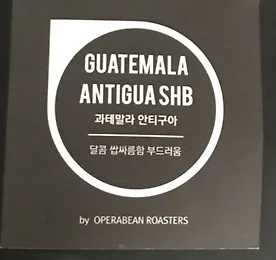 GUATEMALA
ANTIGUA SHB
과테말라 안티구아
달콤 쌉싸름함 부드러움
by OPERABEAN ROASTERS